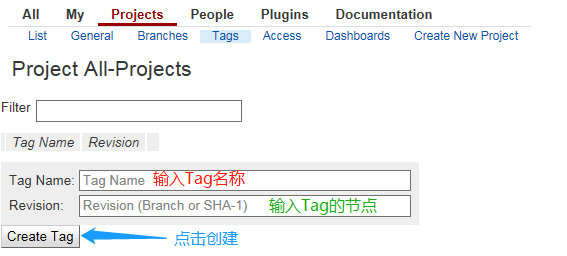 All My Projects People Plugins Documentation
List General Branches Tags Access Dashboards Create New Project
Project All-Projects
Filter
Tag Name Revision
Tag Name: Tag Name 输入Tag名称
Revision: Revision (Branch or SHA-1) 输入Tag的节点
Create Tag 点击创建